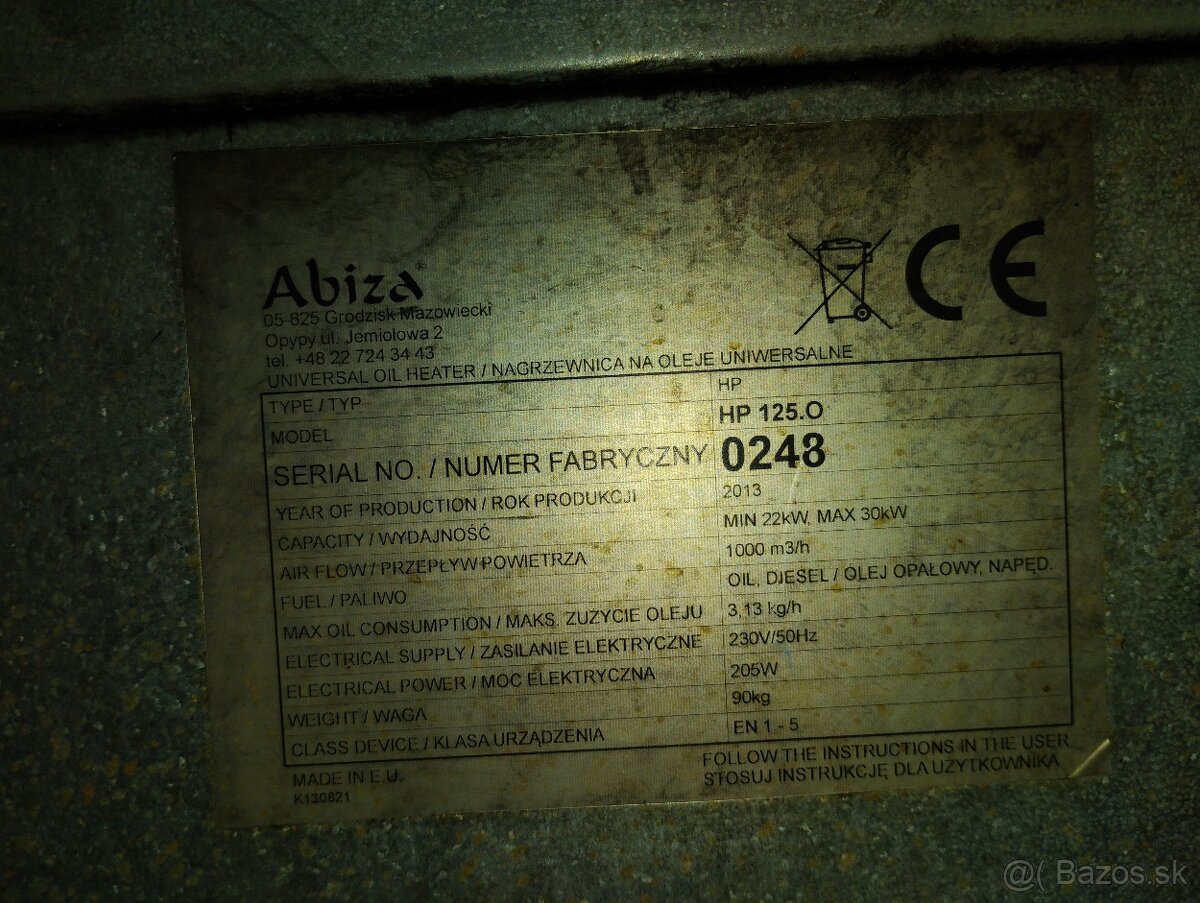 Abiza®
05-825 Grodzisk Mazowiecki
Opypy ul. Jemiołowa 2
tel. +48 22 724 34 43
CE
UNIVERSAL OIL HEATER / NAGRZEWNICA NA OLEJE UNIWERSALNE
TYPE / TYP HP
MODEL HP 125.O
SERIAL NO. / NUMER FABRYCZNY 0248
YEAR OF PRODUCTION / ROK PRODUKCJI 2013
CAPACITY / WYDAJNOŚĆ MIN 22kW, MAX 30kW
AIR FLOW / PRZEPŁYW POWIETRZA 1000 m3/h
FUEL / PALIWO OIL, DIESEL / OLEJ OPAŁOWY, NAPĘD.
MAX OIL CONSUMPTION / MAKS. ZUZYCIE OLEJU 3,13 kg/h
ELECTRICAL SUPPLY / ZASILANIE ELEKTRYCZNE 230V/50Hz
ELECTRICAL POWER / MOC ELEKTRYCZNA 205W
WEIGHT / WAGA 90kg
CLASS DEVICE / KLASA URZĄDZENIA EN 1 - 5
MADE IN E.U.
K130821
FOLLOW THE INSTRUCTIONS IN THE USER
STOSUJ INSTRUKCJĘ DLA UŻYTKOWNIKA
@( Bazos.sk